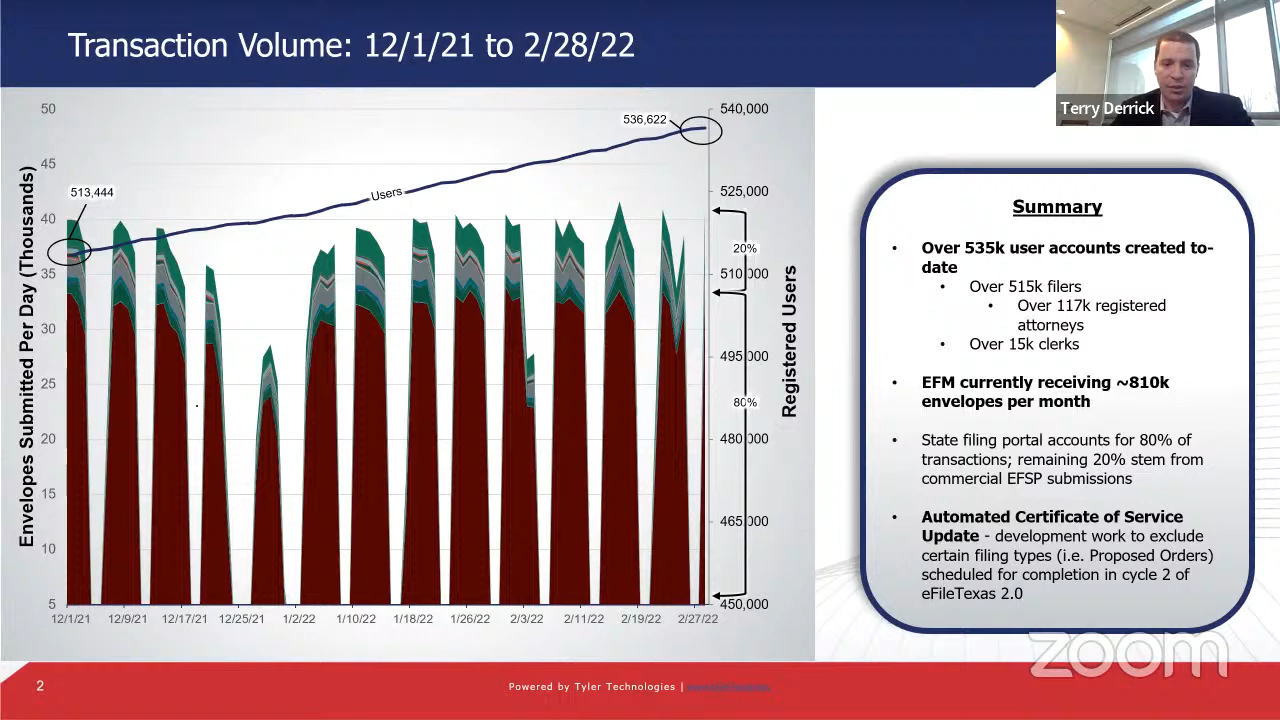 Transaction Volume: 12/1/21 to 2/28/22
Terry Derrick
Envelopes Submitted Per Day (Thousands)
50
45
40
35
30
25
20
15
10
5
513,444
Users
536,622
540,000
525,000
510,000
495,000
480,000
465,000
450,000
20%
80%
Registered Users
12/1/21
12/9/21
12/17/21
12/25/21
1/2/22
1/10/22
1/18/22
1/26/22
2/3/22
2/11/22
2/19/22
2/27/22
Summary
• Over 535k user accounts created to-
date
• Over 515k filers
• Over 117k registered
attorneys
• Over 15k clerks
• EFM currently receiving ~810k
envelopes per month
• State filing portal accounts for 80% of
transactions; remaining 20% stem from
commercial EFSP submissions
• Automated Certificate of Service
Update - development work to exclude
certain filing types (i.e. Proposed Orders)
scheduled for completion in cycle 2 of
eFileTexas 2.0
zoom
2
Powered by Tyler Technologies |